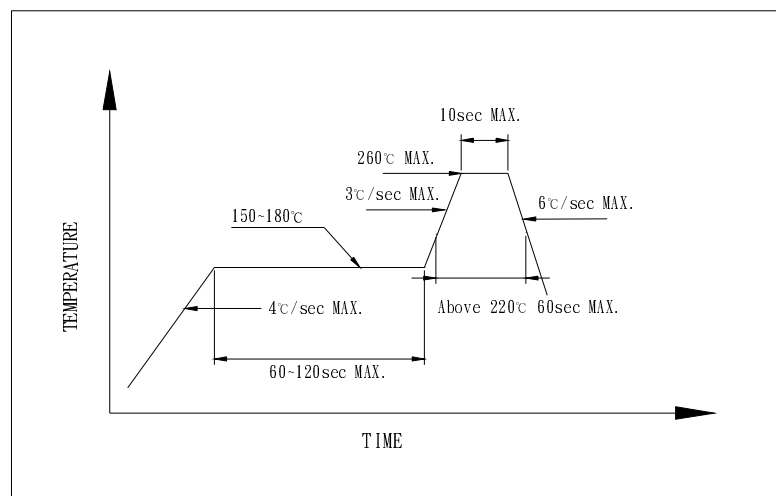 10sec MAX.
260℃ MAX.
3℃/sec MAX.
6℃/sec MAX.
150~180℃
TEMPERATURE
4℃/sec MAX.
Above 220℃ 60sec MAX.
60~120sec MAX.
TIME